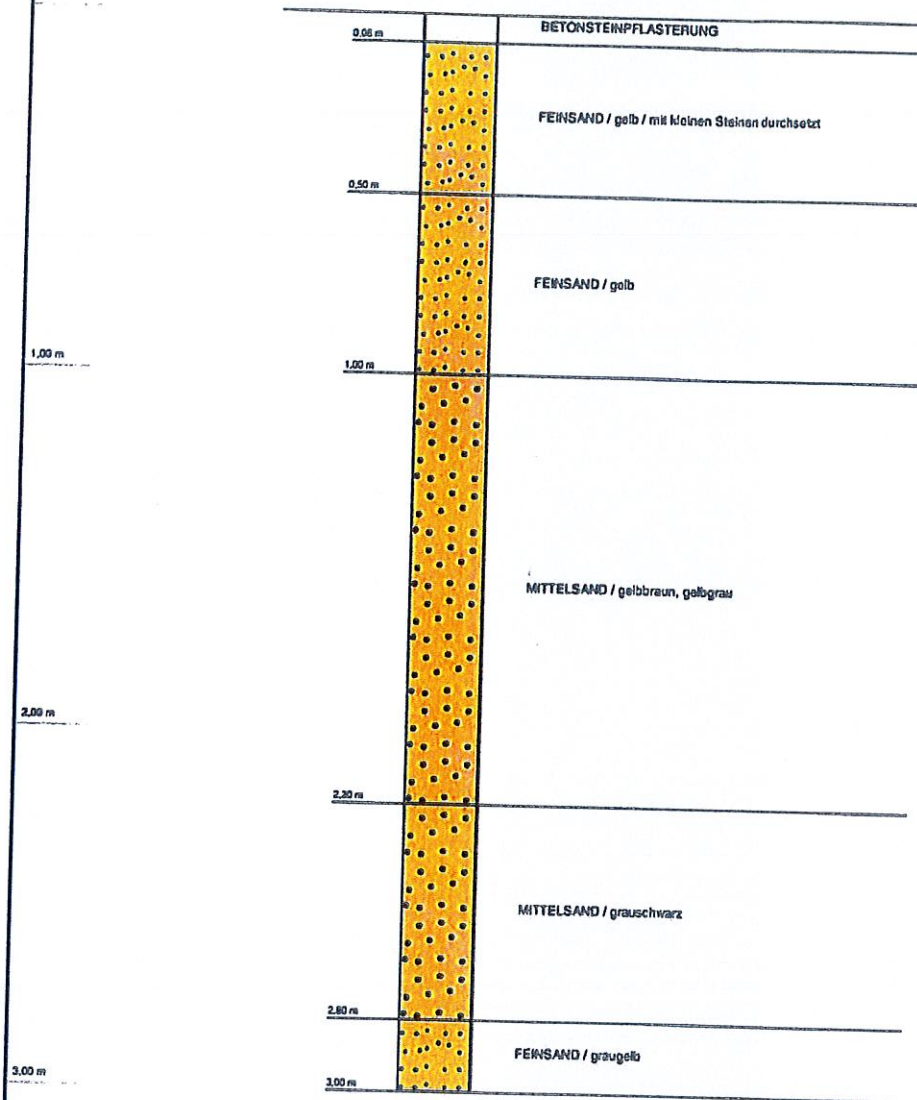 0,08 m
BETONSTEINPFLASTERUNG
FEINSAND / gelb / mit kleinen Steinen durchsetzt
0,50 m
FEINSAND / gelb
1,00 m
1,00 m
MITTELSAND / gelbbraun, gelbgrau
2,00 m
2,20 m
MITTELSAND / grauschwarz
2,80 m
FEINSAND / graugelb
3,00 m
3,00 m